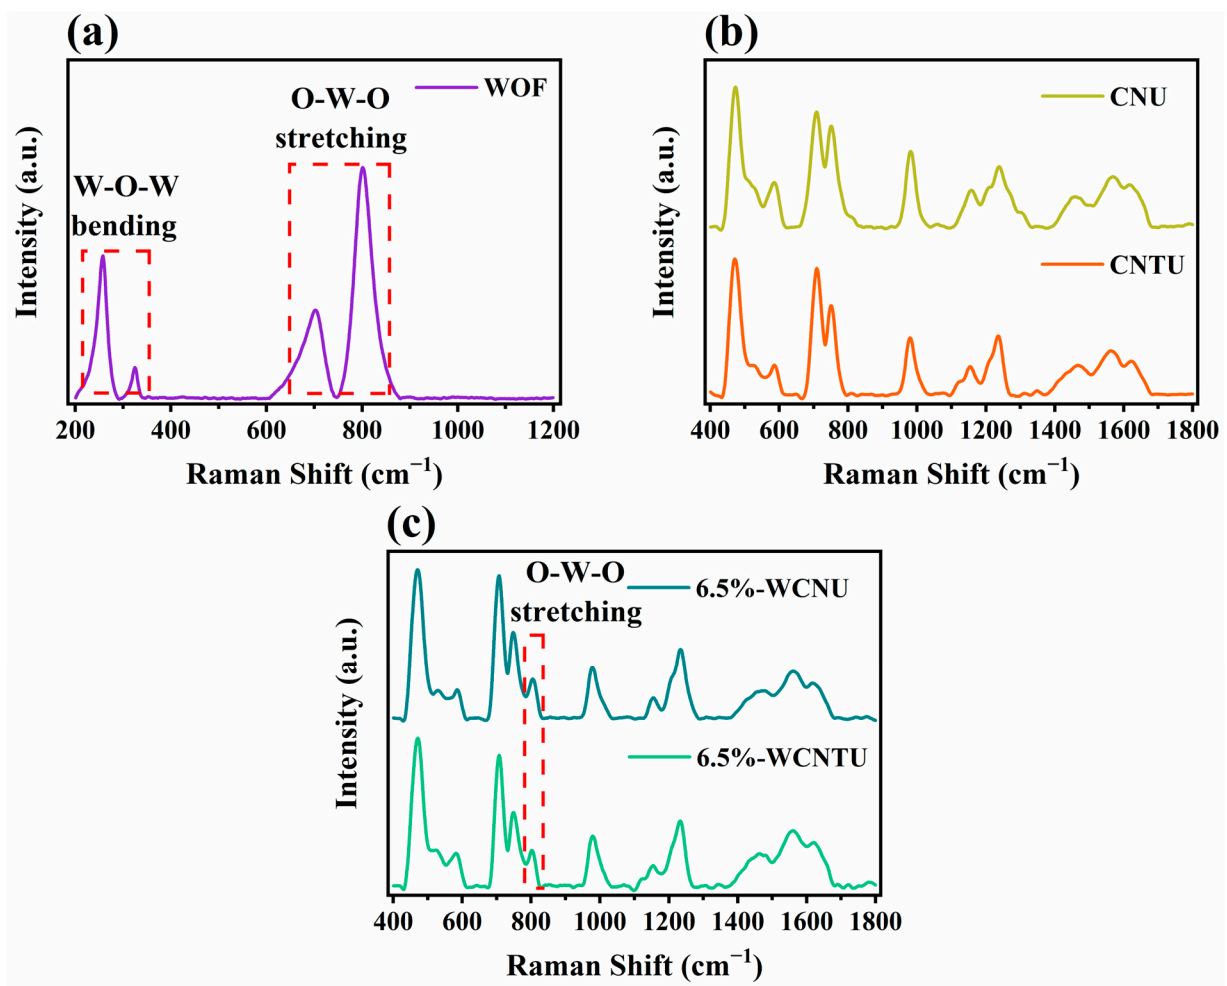 (a)
WOF
O-W-O
stretching
W-O-W
bending
Intensity (a.u.)
200 400 600 800 1000 1200
Raman Shift (cm⁻¹)
(b)
CNU
CNTU
Intensity (a.u.)
400 600 800 1000 1200 1400 1600 1800
Raman Shift (cm⁻¹)
(c)
O-W-O
stretching
6.5%-WCNU
6.5%-WCNTU
Intensity (a.u.)
400 600 800 1000 1200 1400 1600 1800
Raman Shift (cm⁻¹)